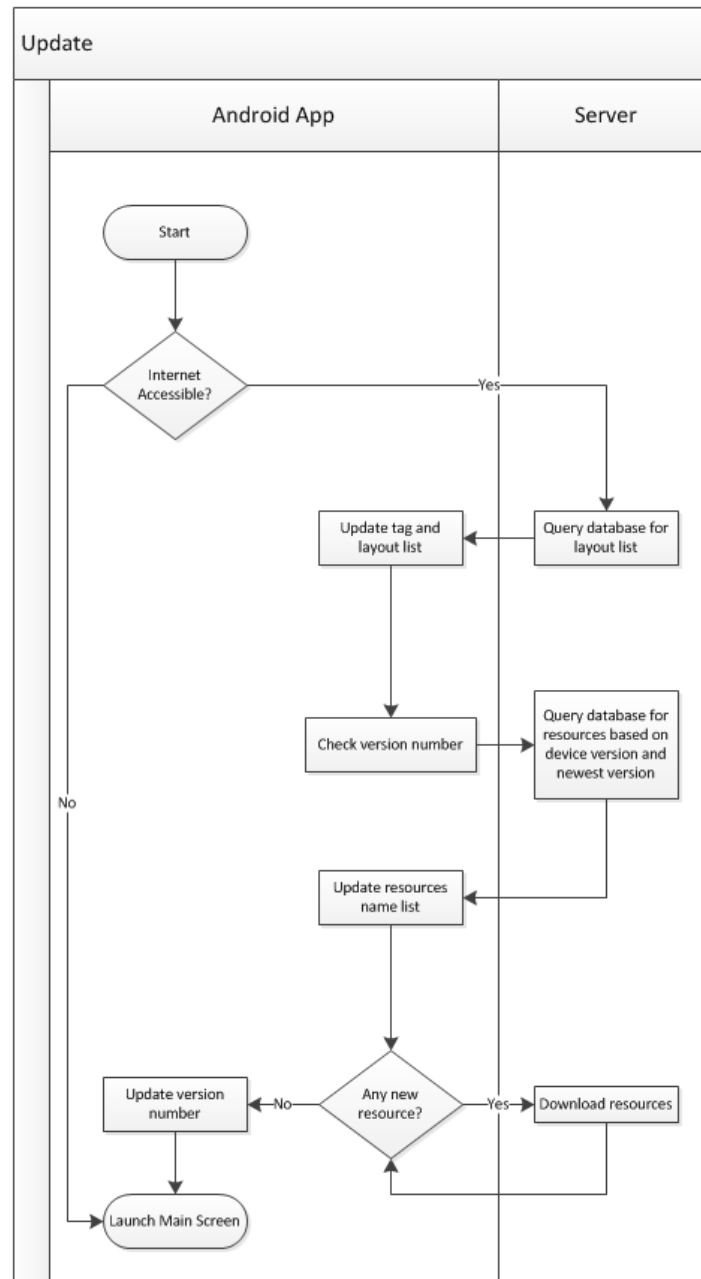 Update
Android App
Server
Start
Internet
Accessible?
Yes
Update tag and
layout list
Query database for
layout list
Check version number
Query database for
resources based on
device version and
newest version
No
Update resources
name list
Update version
number
No
Any new
resource?
Yes
Download resources
Launch Main Screen